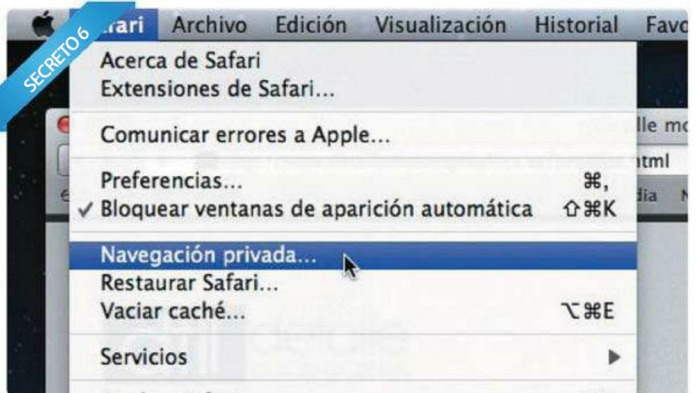 SECRETO 6
Archivo Edición Visualización Historial
Acerca de Safari
Extensiones de Safari...
Comunicar errores a Apple...
html
Preferencias... ⌘,
✓ Bloquear ventanas de aparición automática ⇧⌘K
Navegación privada...
Restaurar Safari...
Vaciar caché... ⌥⌘E
Servicios ▶